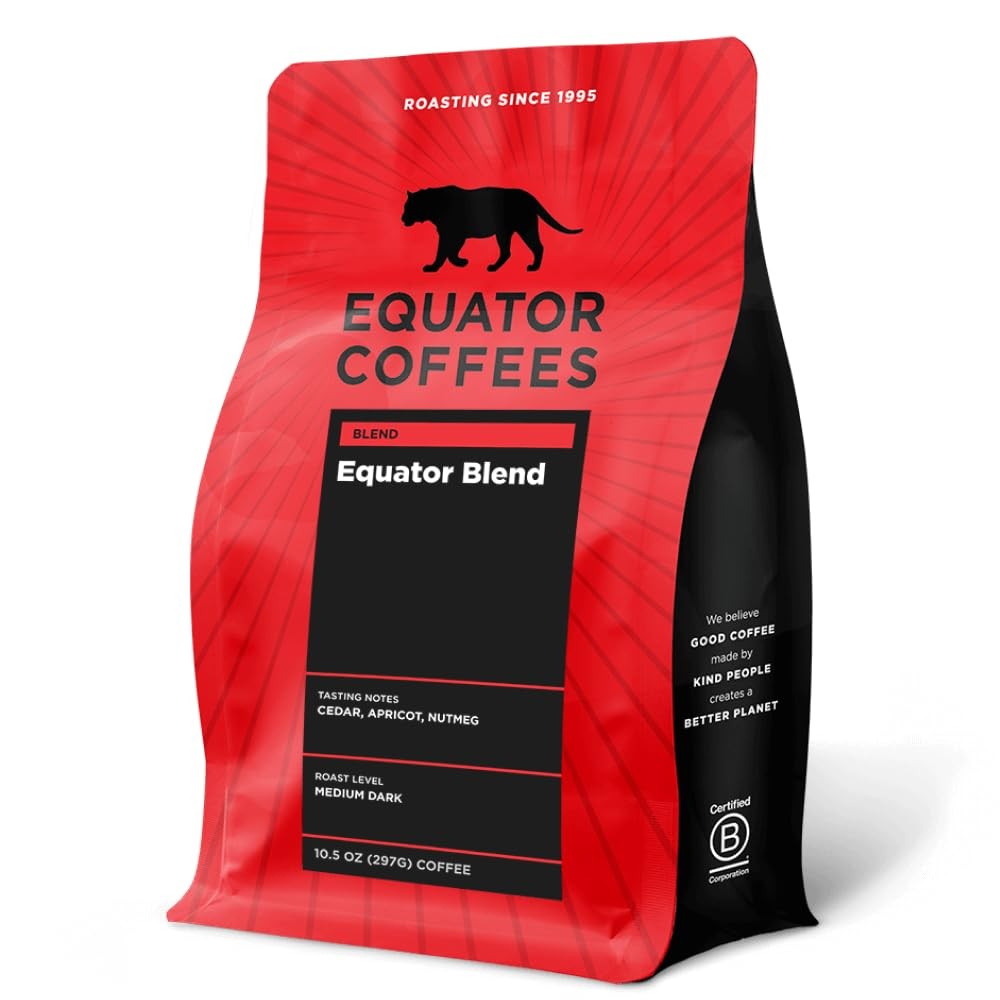 ROASTING SINCE 1995
EQUATOR
COFFEES
BLEND
Equator Blend
TASTING NOTES
CEDAR, APRICOT, NUTMEG
ROAST LEVEL
MEDIUM DARK
10.5 OZ (297G) COFFEE
We believe
GOOD COFFEE
made by
KIND PEOPLE
creates a
BETTER PLANET
Certified
B
Corporation